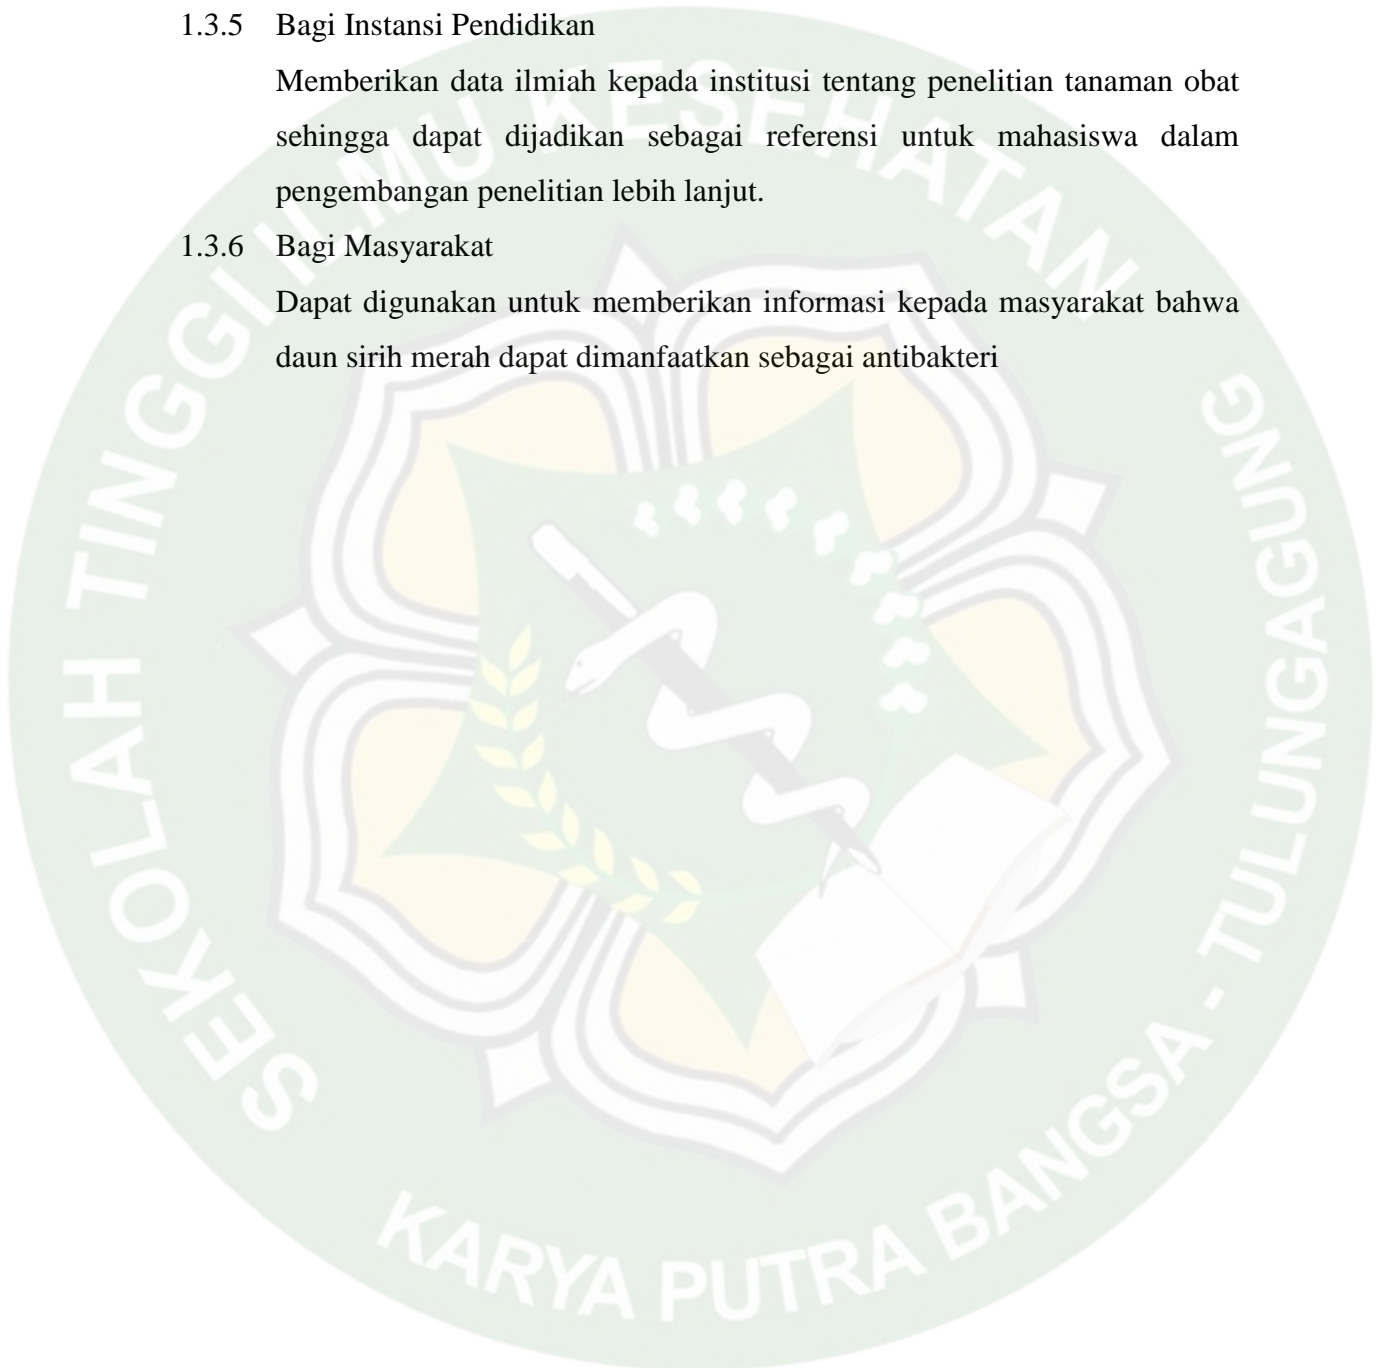 1.3.5 Bagi Instansi Pendidikan
Memberikan data ilmiah kepada institusi tentang penelitian tanaman obat
sehingga dapat dijadikan sebagai referensi untuk mahasiswa dalam
pengembangan penelitian lebih lanjut.
1.3.6 Bagi Masyarakat
Dapat digunakan untuk memberikan informasi kepada masyarakat bahwa
daun sirih merah dapat dimanfaatkan sebagai antibakteri
SEKOLAH TINGGI ILMU KESEHATAN
KARYA PUTRA BANGSA - TULUNGAGUNG